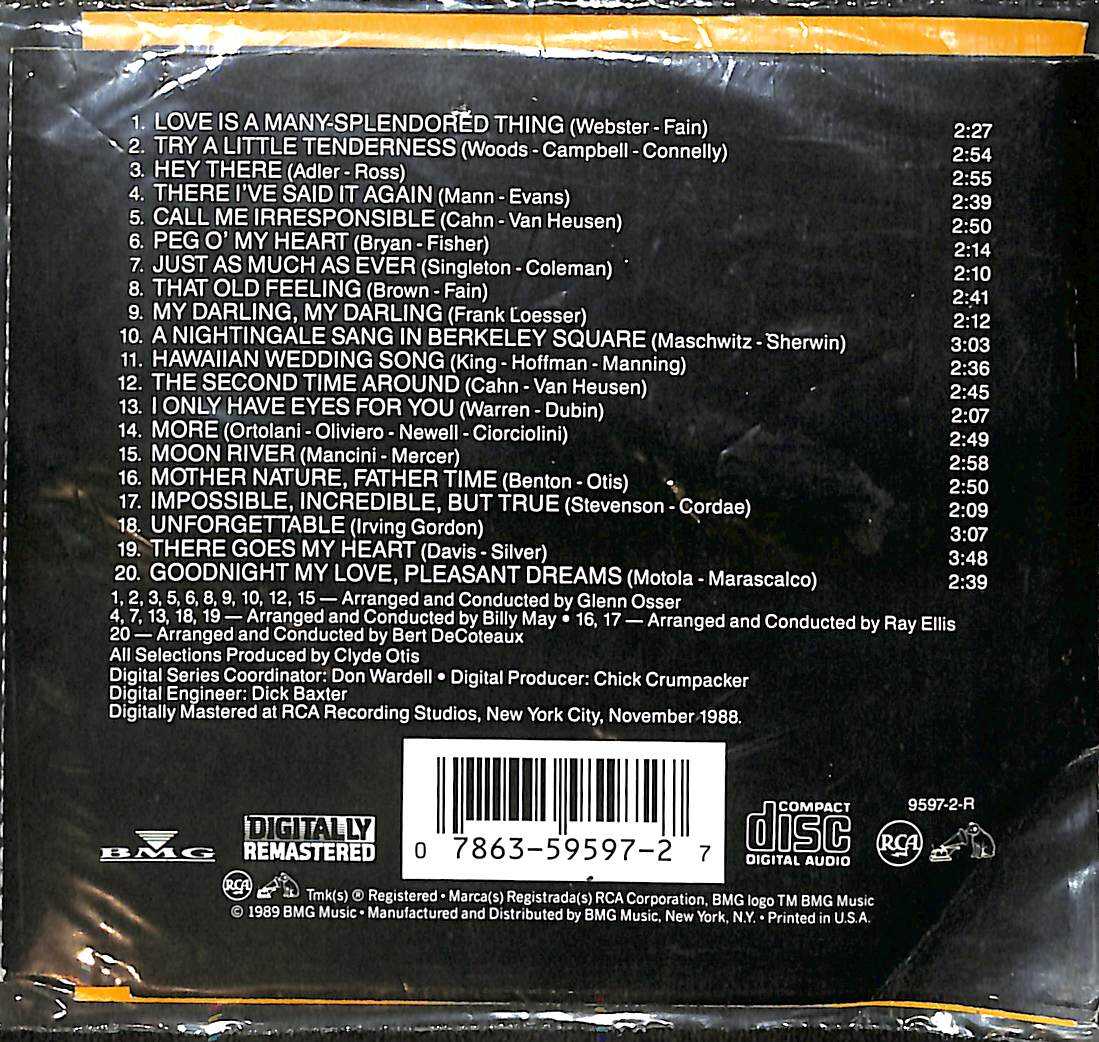 1. LOVE IS A MANY-SPLENDORED THING (Webster - Fain) 2:27
2. TRY A LITTLE TENDERNESS (Woods - Campbell - Connelly) 2:54
3. HEY THERE (Adler - Ross) 2:55
4. THERE I'VE SAID IT AGAIN (Mann - Evans) 2:39
5. CALL ME IRRESPONSIBLE (Cahn - Van Heusen) 2:50
6. PEG O' MY HEART (Bryan - Fisher) 2:14
7. JUST AS MUCH AS EVER (Singleton - Coleman) 2:10
8. THAT OLD FEELING (Brown - Fain) 2:41
9. MY DARLING, MY DARLING (Frank Loesser) 2:12
10. A NIGHTINGALE SANG IN BERKELEY SQUARE (Maschwitz - Sherwin) 3:03
11. HAWAIIAN WEDDING SONG (King - Hoffman - Manning) 2:36
12. THE SECOND TIME AROUND (Cahn - Van Heusen) 2:45
13. I ONLY HAVE EYES FOR YOU (Warren - Dubin) 2:07
14. MORE (Ortolani - Oliviero - Newell - Ciorciolini) 2:49
15. MOON RIVER (Mancini - Mercer) 2:58
16. MOTHER NATURE, FATHER TIME (Benton - Otis) 2:50
17. IMPOSSIBLE, INCREDIBLE, BUT TRUE (Stevenson - Cordae) 2:09
18. UNFORGETTABLE (Irving Gordon) 3:07
19. THERE GOES MY HEART (Davis - Silver) 3:48
20. GOODNIGHT MY LOVE, PLEASANT DREAMS (Motola - Marascalco) 2:39
1, 2, 3, 5, 6, 8, 9, 10, 12, 15 — Arranged and Conducted by Glenn Osser
4, 7, 13, 18, 19 — Arranged and Conducted by Billy May • 16, 17 — Arranged and Conducted by Ray Ellis
20 — Arranged and Conducted by Bert DeCoteaux
All Selections Produced by Clyde Otis
Digital Series Coordinator: Don Wardell • Digital Producer: Chick Crumpacker
Digital Engineer: Dick Baxter
Digitally Mastered at RCA Recording Studios, New York City, November 1988.
BMG
DIGITALLY
REMASTERED
0 7863-59597-2 7
COMPACT
disc
DIGITAL AUDIO
9597-2-R
RCA
RCA Tmk(s) ® Registered • Marca(s) Registrada(s) RCA Corporation, BMG logo TM BMG Music
© 1989 BMG Music • Manufactured and Distributed by BMG Music, New York, N.Y. • Printed in U.S.A.